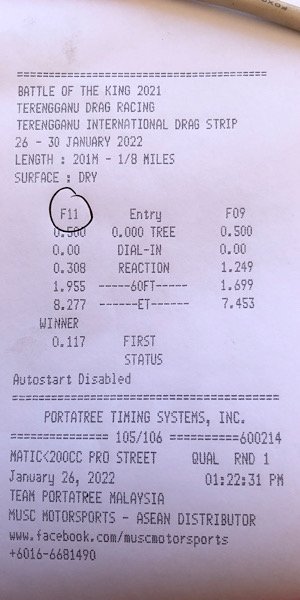 ================================
BATTLE OF THE KING 2021
TERENGGANU DRAG RACING
TERENGGANU INTERNATIONAL DRAG STRIP
26 - 30 JANUARY 2022
LENGTH : 201M - 1/8 MILES
SURFACE : DRY
F11 Entry F09
0.500 0.000 TREE 0.500
0.00 DIAL-IN 0.00
0.308 REACTION 1.249
1.955 -----60FT----- 1.699
8.277 ------ET------ 7.453
WINNER
0.117 FIRST
STATUS
Autostart Disabled
================================
PORTATREE TIMING SYSTEMS, INC.
============== 105/106 ==========600214
MATIC<200CC PRO STREET QUAL RND 1
January 26, 2022 01:22:31 PM
TEAM PORTATREE MALAYSIA
MUSC MOTORSPORTS - ASEAN DISTRIBUTOR
www.facebook.com/muscmotorsports
+6016-6681490